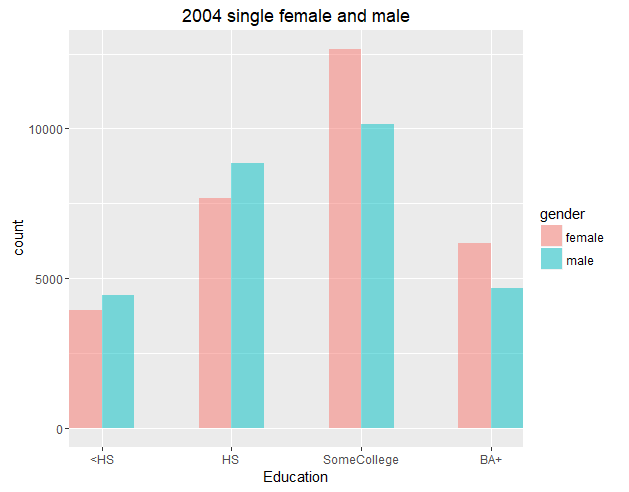 2004 single female and male
count
10000
5000
0
<HS
HS
SomeCollege
BA+
Education
gender
female
male